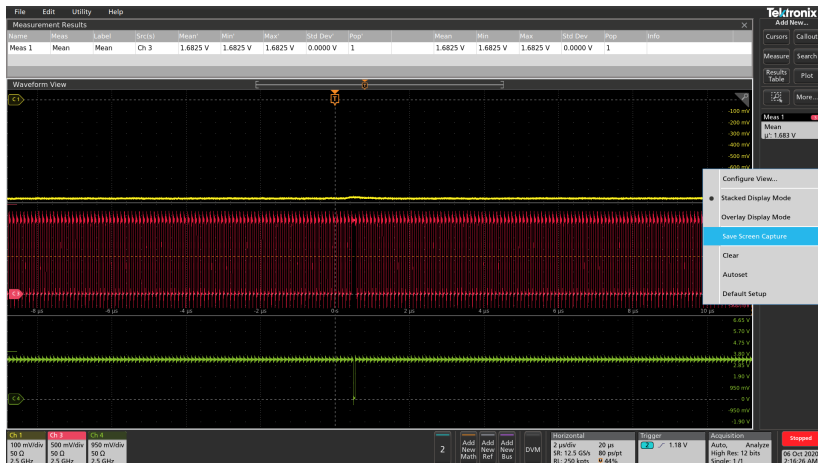 File Edit Utility Help
Tektronix
Measurement Results
Add New...
Name Meas Label Src(s) Mean' Min' Max' Std Dev' Pop' Mean Min Max Std Dev Pop Info
Meas 1 Mean Mean Ch 3 1.6825 V 1.6825 V 1.6825 V 0.0000 V 1 1.6825 V 1.6825 V 1.6825 V 0.0000 V 1
Cursors Callout
Measure Search
Results Table Plot
More...
Waveform View
C1
T
-100 mV
-200 mV
-300 mV
-400 mV
-500 mV
-600 mV
Meas 1
Mean
µ': 1.683 V
Configure View...
Stacked Display Mode
Overlay Display Mode
Save Screen Capture
Clear
Autoset
Default Setup
C3
-8 µs -6 µs -4 µs -2 µs 0 s 2 µs 4 µs 6 µs 8 µs 10 µs
6.65 V
5.70 V
4.75 V
3.80 V
2.85 V
1.90 V
950 mV
0 V
-950 mV
-1.90 V
C4
Ch 1
100 mV/div
50 Ω
2.5 GHz
Ch 3
500 mV/div
50 Ω
2.5 GHz
Ch 4
950 mV/div
50 Ω
2.5 GHz
2
Add New Math
Add New Ref
Add New Bus
DVM
Horizontal
2 µs/div 20 µs
SR: 12.5 GS/s 80 ps/pt
RL: 250 kpts 44%
Trigger
2 1.18 V
Acquisition
Auto, Analyze
High Res: 12 bits
Single: 1/1
Stopped
06 Oct 2020
2:16:26 AM